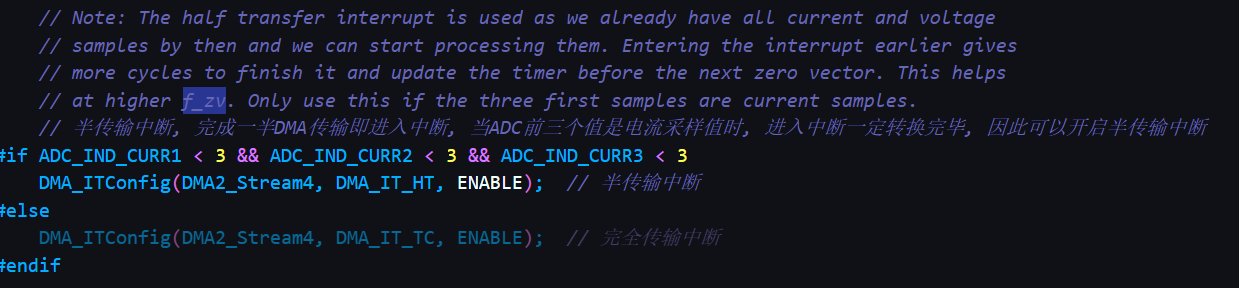 // Note: The half transfer interrupt is used as we already have all current and voltage
// samples by then and we can start processing them. Entering the interrupt earlier gives
// more cycles to finish it and update the timer before the next zero vector. This helps
// at higher f_zv. Only use this if the three first samples are current samples.
// 半传输中断, 完成一半DMA传输即进入中断, 当ADC前三个值是电流采样值时, 进入中断一定转换完毕, 因此可以开启半传输中断
#if ADC_IND_CURR1 < 3 && ADC_IND_CURR2 < 3 && ADC_IND_CURR3 < 3
DMA_ITConfig(DMA2_Stream4, DMA_IT_HT, ENABLE);  // 半传输中断
#else
DMA_ITConfig(DMA2_Stream4, DMA_IT_TC, ENABLE);  // 完全传输中断
#endif